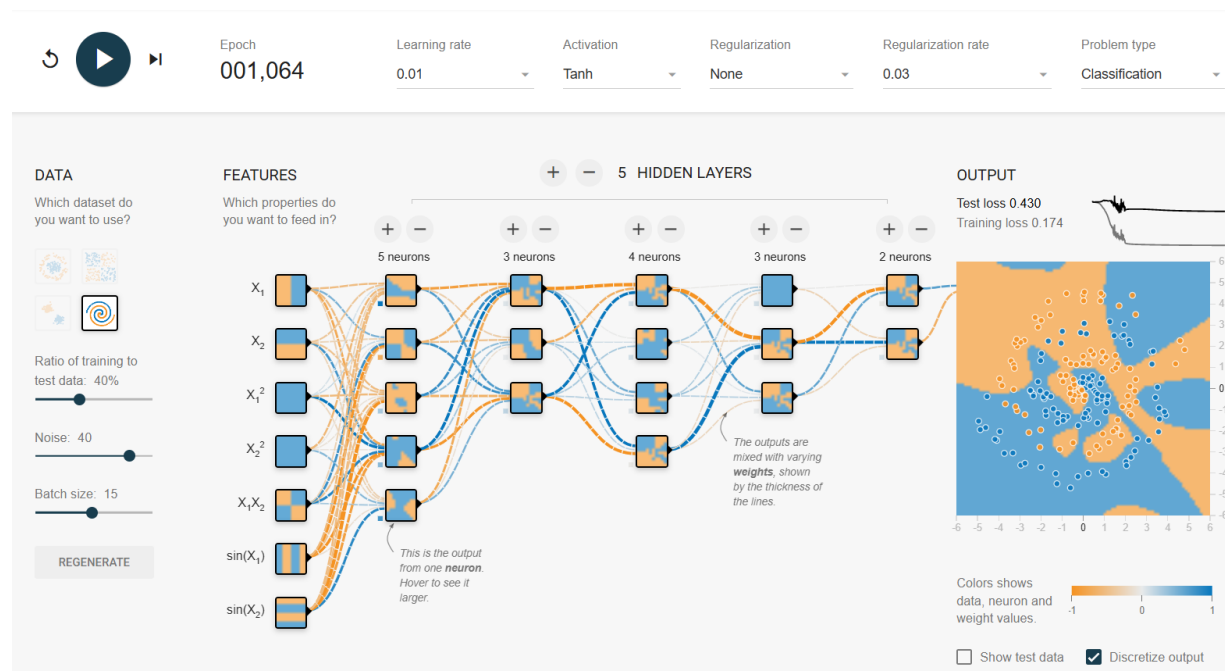 Epoch
001,064
Learning rate
0.01
Activation
Tanh
Regularization
None
Regularization rate
0.03
Problem type
Classification
DATA
Which dataset do
you want to use?
Ratio of training to
test data: 40%
Noise: 40
Batch size: 15
REGENERATE
FEATURES
Which properties do
you want to feed in?
X₁
X₂
X₁²
X₂²
X₁X₂
sin(X₁)
sin(X₂)
+ − 5 HIDDEN LAYERS
+ − + − + − + − + −
5 neurons
3 neurons
4 neurons
3 neurons
2 neurons
This is the output
from one neuron.
Hover to see it
larger.
The outputs are
mixed with varying
weights, shown
by the thickness of
the lines.
OUTPUT
Test loss 0.430
Training loss 0.174
6
5
3
2
1
0
-1
-2
-3
-4
-5
-6
-6 -5 -4 -3 -2 -1 0 1 2 3 4 5 6
Colors shows
data, neuron and
weight values.
-1 0 1
Show test data
Discretize output